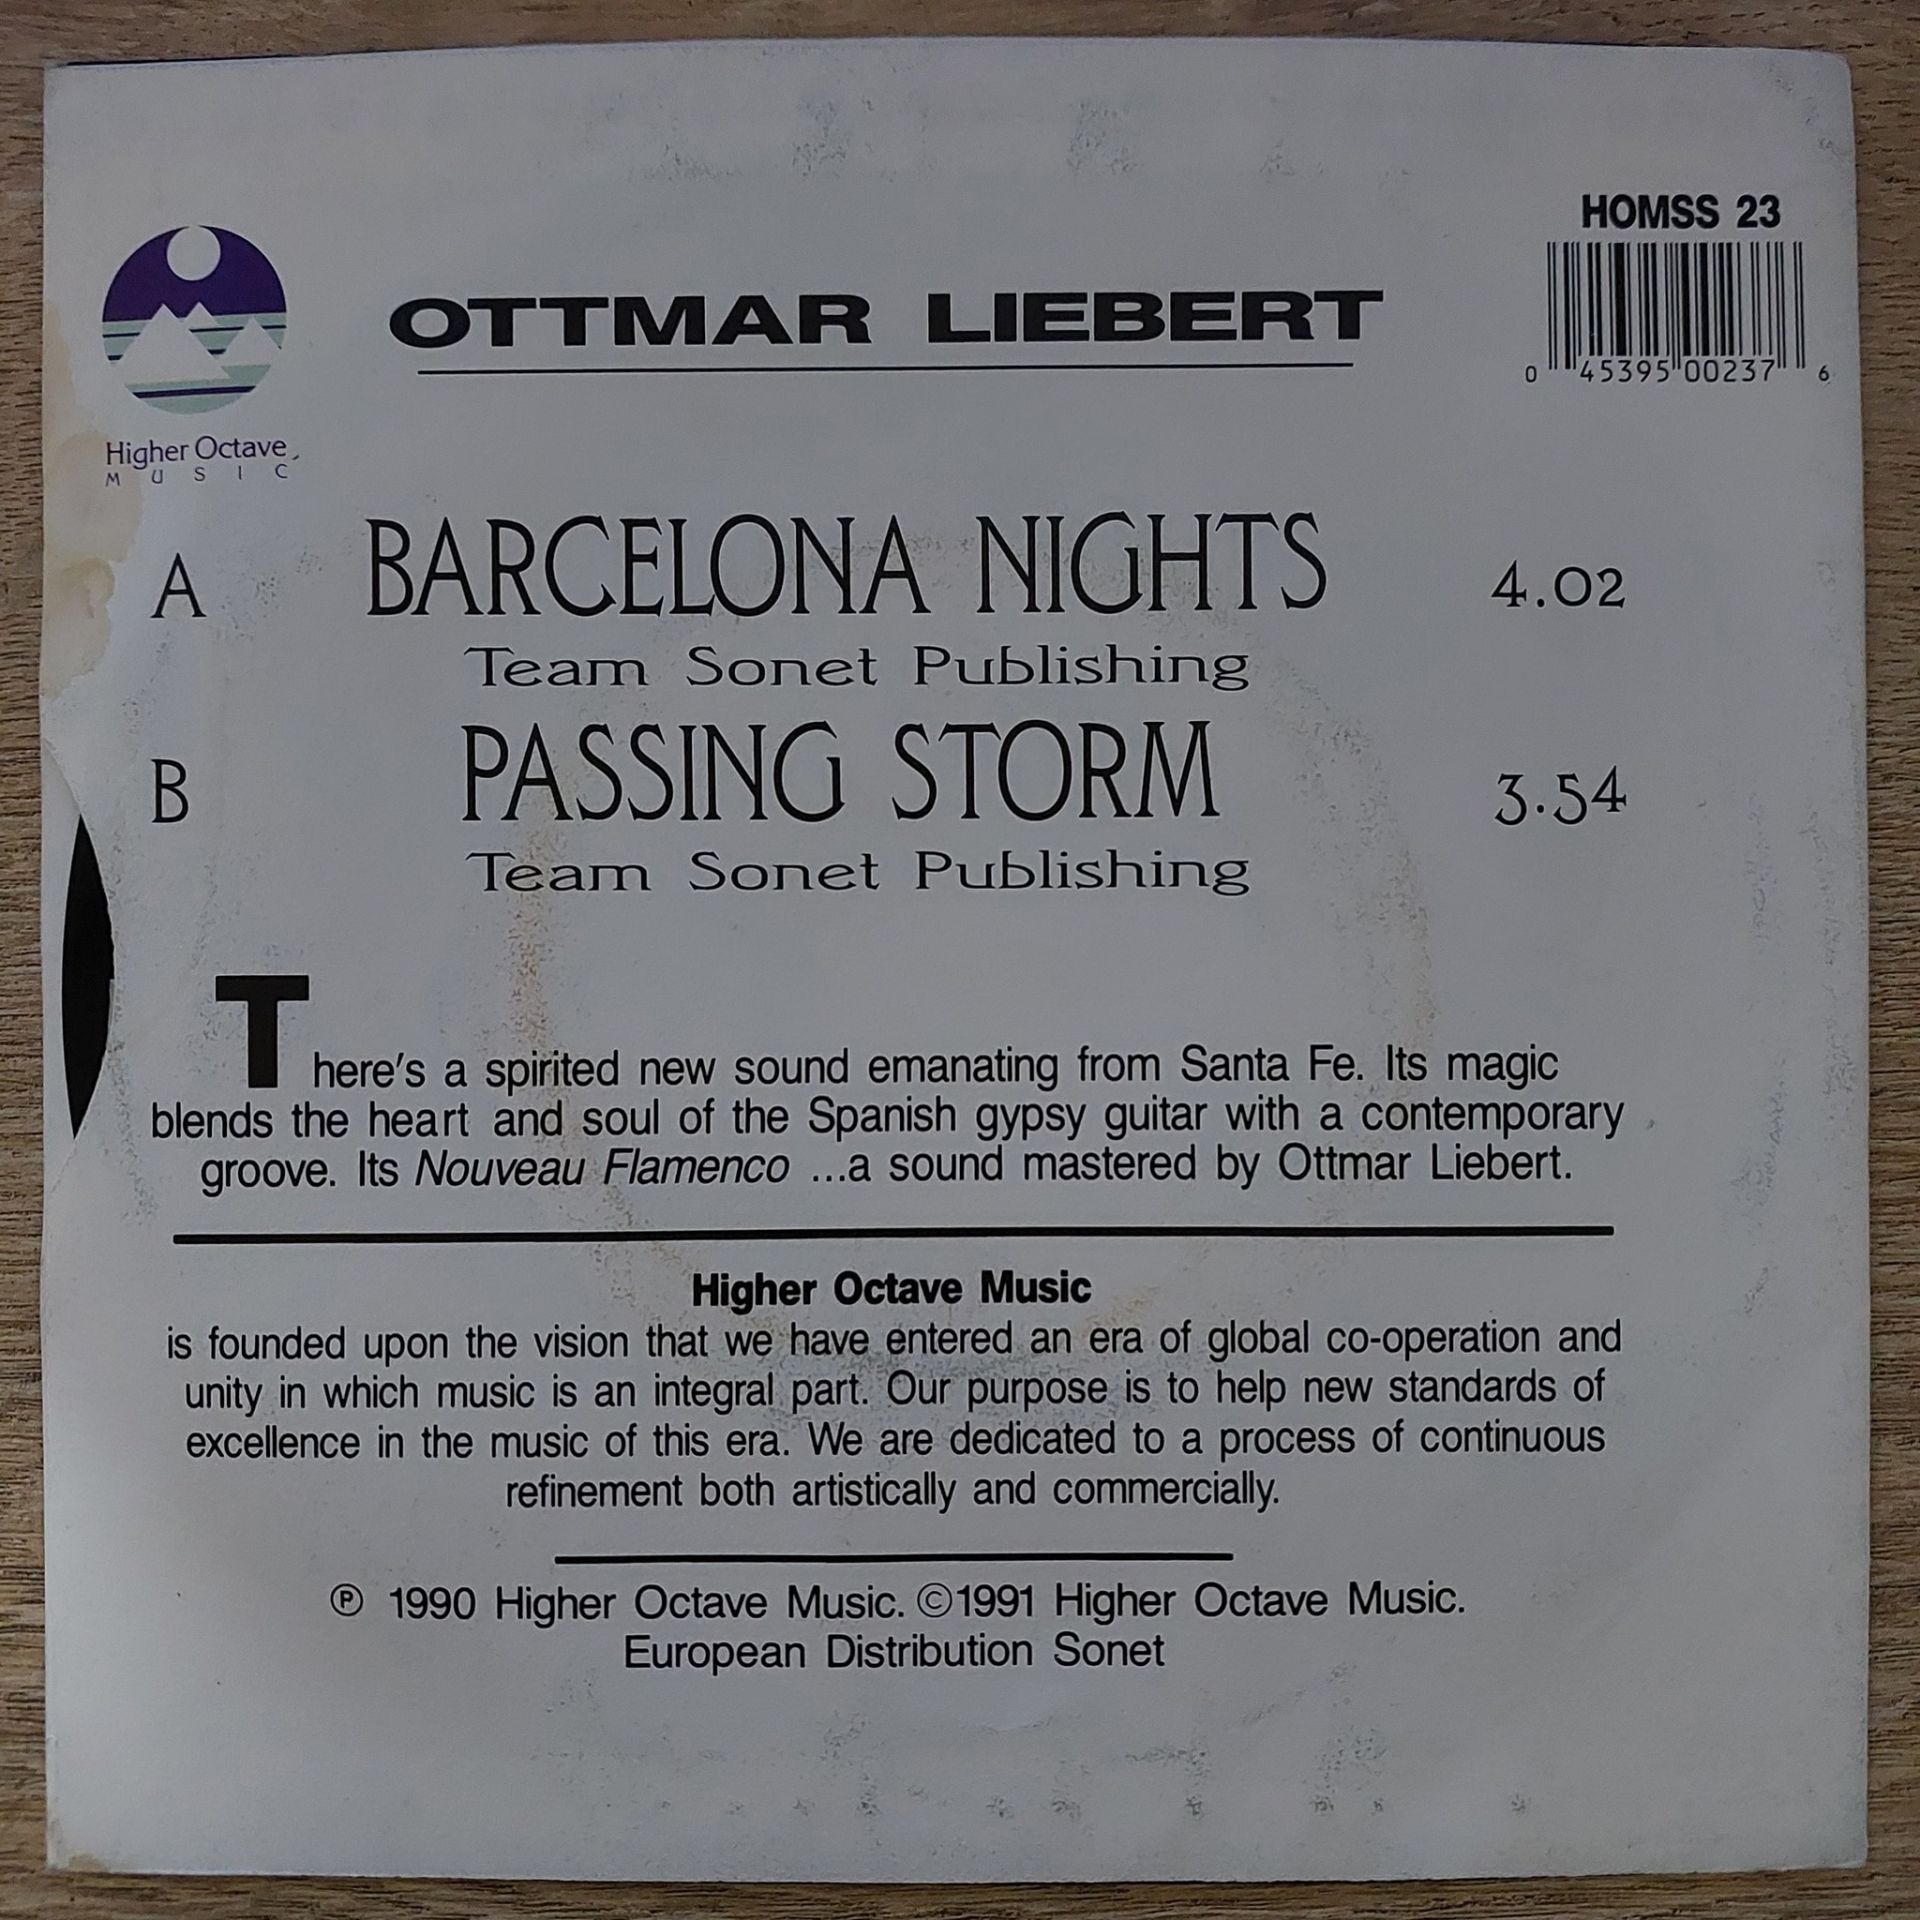 HOMSS 23
OTTMAR LIEBERT
0 45395 00237 6
Higher Octave
MUSIC
A BARCELONA NIGHTS 4.02
Team Sonet Publishing
B PASSING STORM 3.54
Team Sonet Publishing
There's a spirited new sound emanating from Santa Fe. Its magic
blends the heart and soul of the Spanish gypsy guitar with a contemporary
groove. Its Nouveau Flamenco ...a sound mastered by Ottmar Liebert.
Higher Octave Music
is founded upon the vision that we have entered an era of global co-operation and
unity in which music is an integral part. Our purpose is to help new standards of
excellence in the music of this era. We are dedicated to a process of continuous
refinement both artistically and commercially.
℗ 1990 Higher Octave Music. ©1991 Higher Octave Music.
European Distribution Sonet